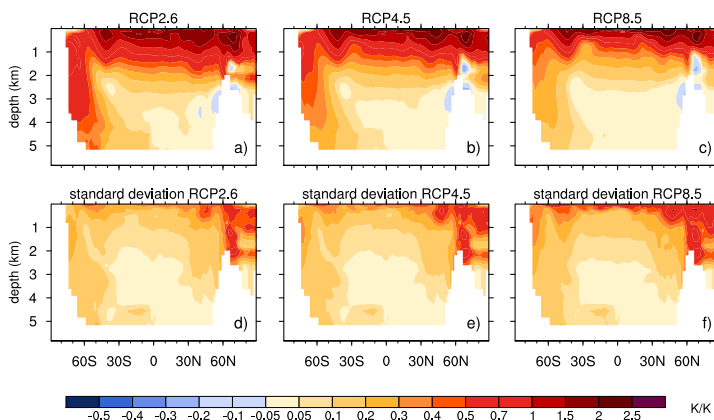 RCP2.6 RCP4.5 RCP8.5
depth (km)
1
2
3
4
5
a) b) c)
standard deviation RCP2.6 standard deviation RCP4.5 standard deviation RCP8.5
depth (km)
1
2
3
4
5
d) e) f)
60S 30S 0 30N 60N 60S 30S 0 30N 60N 60S 30S 0 30N 60N
K/K
-0.5 -0.4 -0.3 -0.2 -0.1 -0.05 0.05 0.1 0.2 0.3 0.4 0.5 0.7 1 1.5 2 2.5